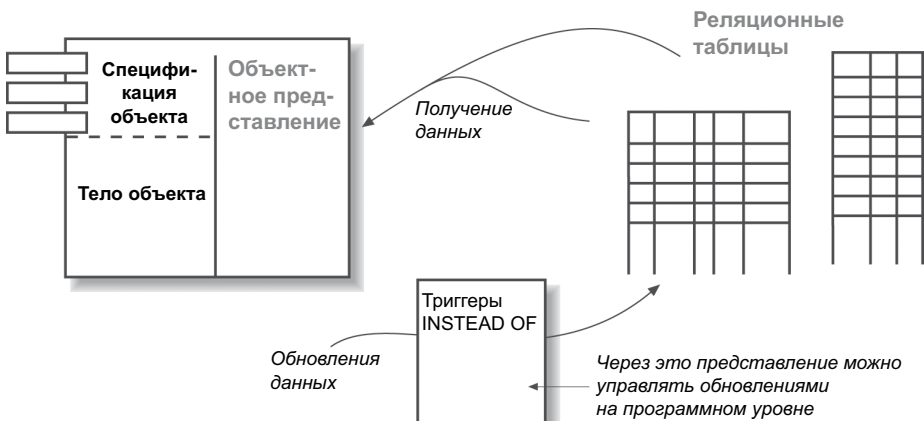 Специфи-
кация
объекта
Тело объекта
Объект-
ное пред-
ставление
Получение
данных
Реляционные
таблицы
Триггеры
INSTEAD OF
Обновления
данных
Через это представление можно
управлять обновлениями
на программном уровне